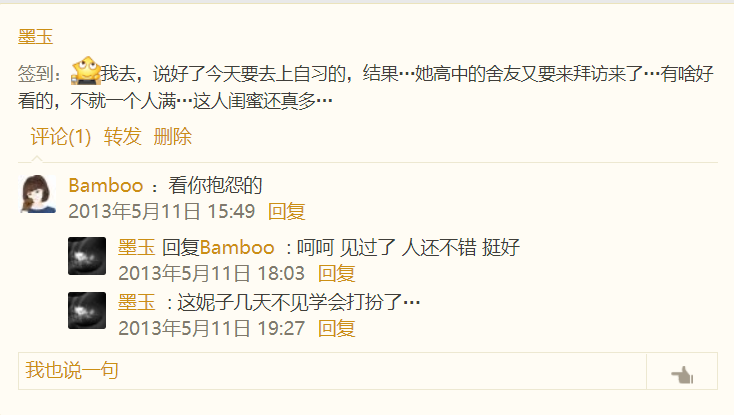 墨玉
签到：我去，说好了今天要去上自习的，结果…她高中的舍友又要来拜访来了…有啥好
看的，不就一个人满…这人闺蜜还真多…
评论(1) 转发 删除
Bamboo ：看你抱怨的
2013年5月11日 15:49 回复
墨玉 回复Bamboo ：呵呵 见过了 人还不错 挺好
2013年5月11日 18:03 回复
墨玉 ：这妮子几天不见学会打扮了…
2013年5月11日 19:27 回复
我也说一句